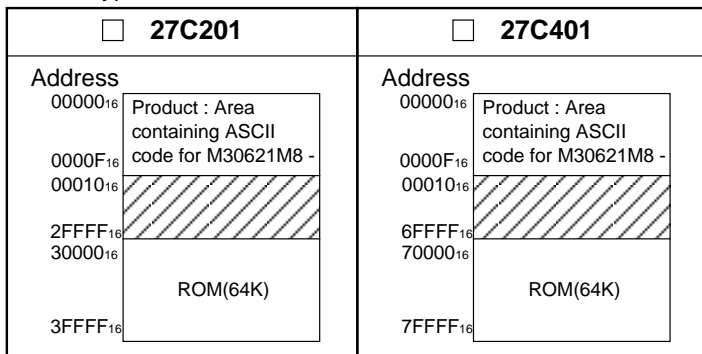 ☐ 27C201
Address
00000₁₆
Product : Area
containing ASCII
code for M30621M8 -
0000F₁₆
00010₁₆
2FFFF₁₆
30000₁₆
ROM(64K)
3FFFF₁₆
☐ 27C401
Address
00000₁₆
Product : Area
containing ASCII
code for M30621M8 -
0000F₁₆
00010₁₆
6FFFF₁₆
70000₁₆
ROM(64K)
7FFFF₁₆